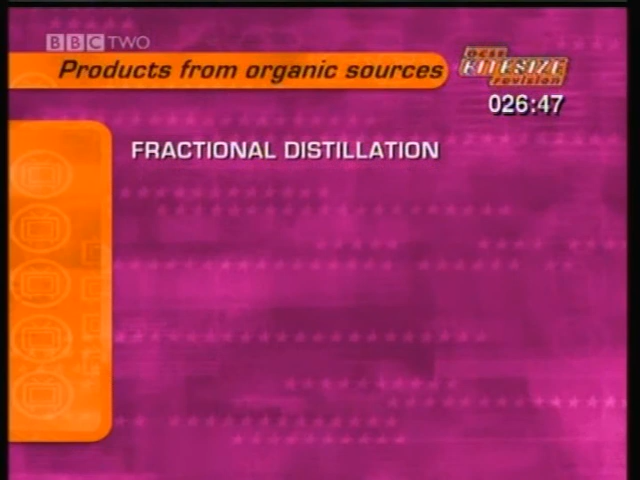 BBC TWO
Products from organic sources
GCSE
BITESIZE
revision
026:47
FRACTIONAL DISTILLATION